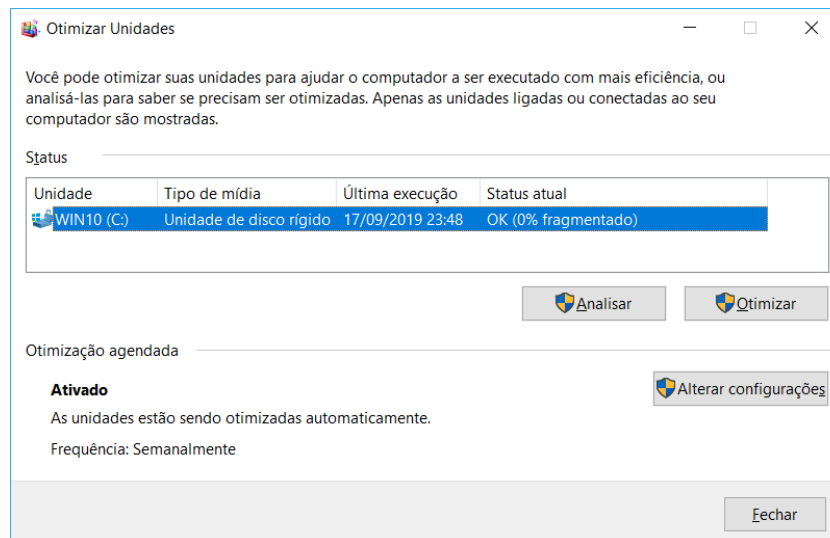 Otimizar Unidades
Você pode otimizar suas unidades para ajudar o computador a ser executado com mais eficiência, ou
analisá-las para saber se precisam ser otimizadas. Apenas as unidades ligadas ou conectadas ao seu
computador são mostradas.
Status
Unidade Tipo de mídia Última execução Status atual
WIN10 (C:) Unidade de disco rígido 17/09/2019 23:48 OK (0% fragmentado)
Analisar Otimizar
Otimização agendada
Ativado Alterar configurações
As unidades estão sendo otimizadas automaticamente.
Frequência: Semanalmente
Fechar